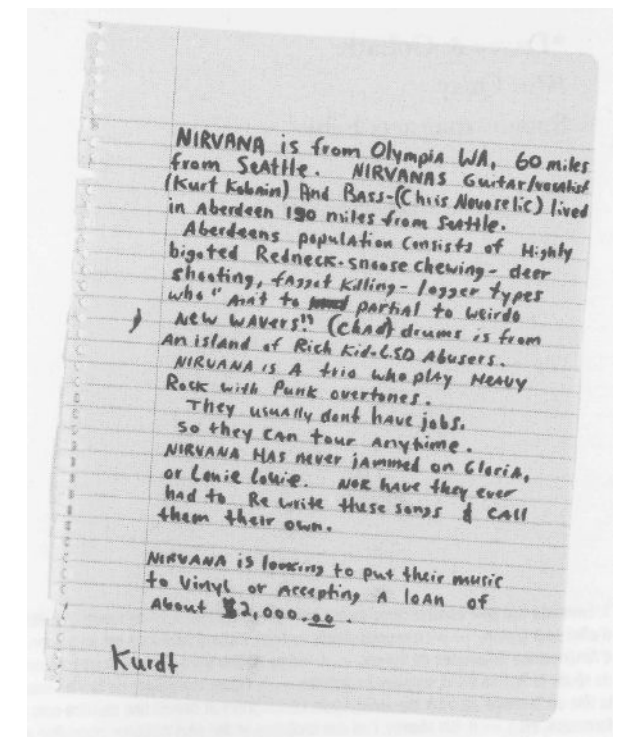 NIRVANA is from Olympia WA, 60 miles
from Seattle. NIRVANAS Guitar/vocalist
(Kurt Kobain) And Bass-(Chris Novoselic) lived
in Aberdeen 190 miles from Seattle.
Aberdeens population Consists of Highly
bigoted Redneck-snoose chewing-deer
shooting, faggot Killing-logger types
who "Ain't to partial to weirdo
New Wavers!" (Chad) drums is from
An island of Rich Kid-LSD Abusers.
NIRVANA is A trio who play HEAVY
Rock with Punk overtones.
They usually dont have jobs.
So they CAN tour Anytime.
NIRVANA HAS never jammed on Gloria,
or Louie Louie. Nor have they ever
had to Re write these songs & CALL
them their own.
NIRVANA is looking to put their music
to Vinyl or Accepting A loan of
About $2,000.00.
Kurdt